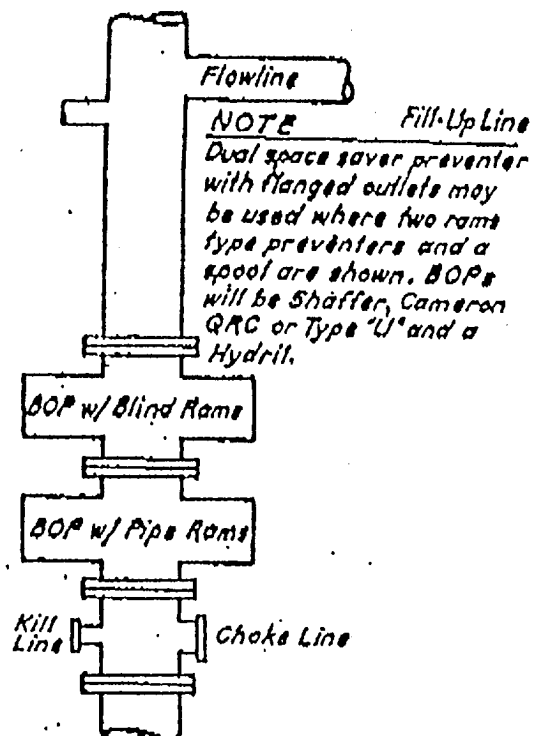 Flowline
Fill-Up Line
NOTE
Dual space saver preventer
with flanged outlets may
be used where two rams
type preventers and a
spool are shown. BOPs
will be Shaffer, Cameron
QRC or Type "U" and a
Hydril.
BOP w/ Blind Rams
BOP w/ Pipe Rams
Kill
Line
Choke Line